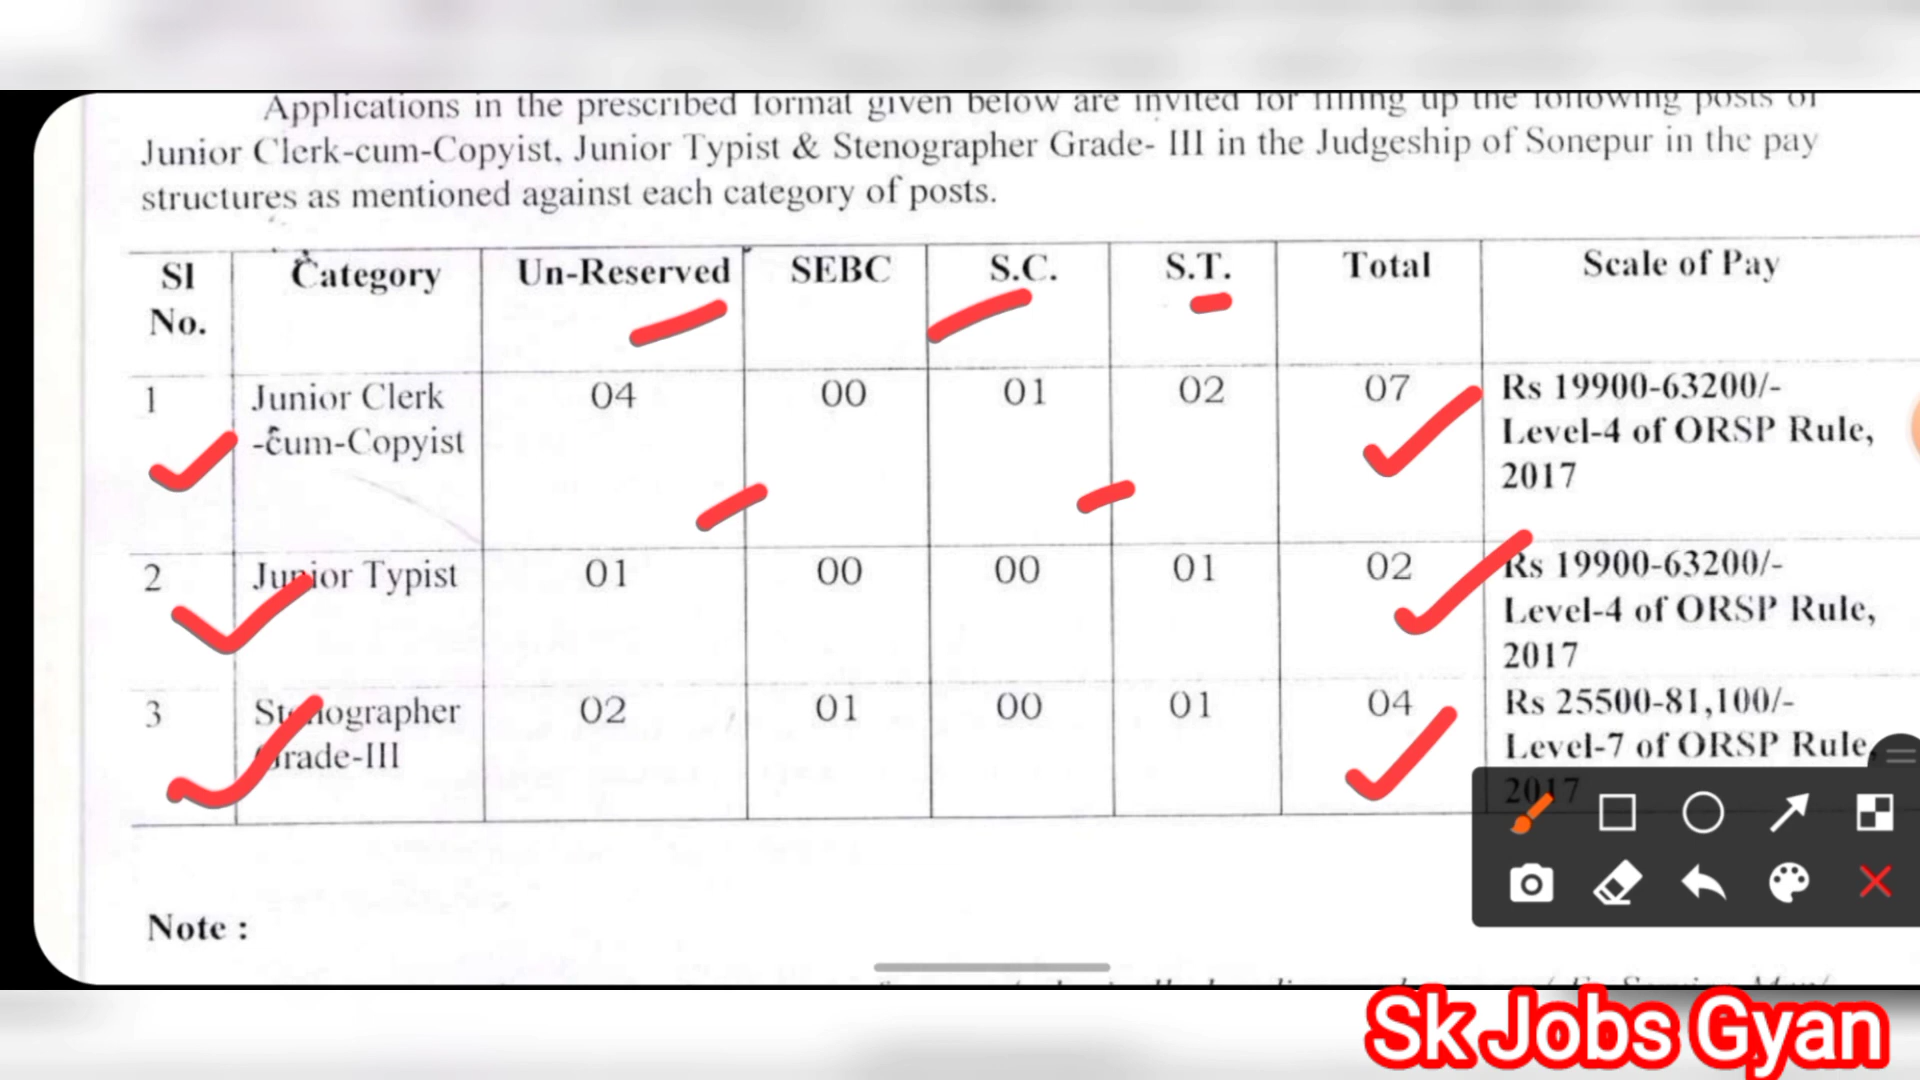 Applications in the prescribed format given below are invited for filling up the following posts of
Junior Clerk-cum-Copyist, Junior Typist & Stenographer Grade- III in the Judgeship of Sonepur in the pay
structures as mentioned against each category of posts.
Sl No. Category Un-Reserved SEBC S.C. S.T. Total Scale of Pay
1 Junior Clerk -cum-Copyist 04 00 01 02 07 Rs 19900-63200/- Level-4 of ORSP Rule, 2017
2 Junior Typist 01 00 00 01 02 Rs 19900-63200/- Level-4 of ORSP Rule, 2017
3 Stenographer Grade-III 02 01 00 01 04 Rs 25500-81,100/- Level-7 of ORSP Rule, 2017
Note :
Sk Jobs Gyan